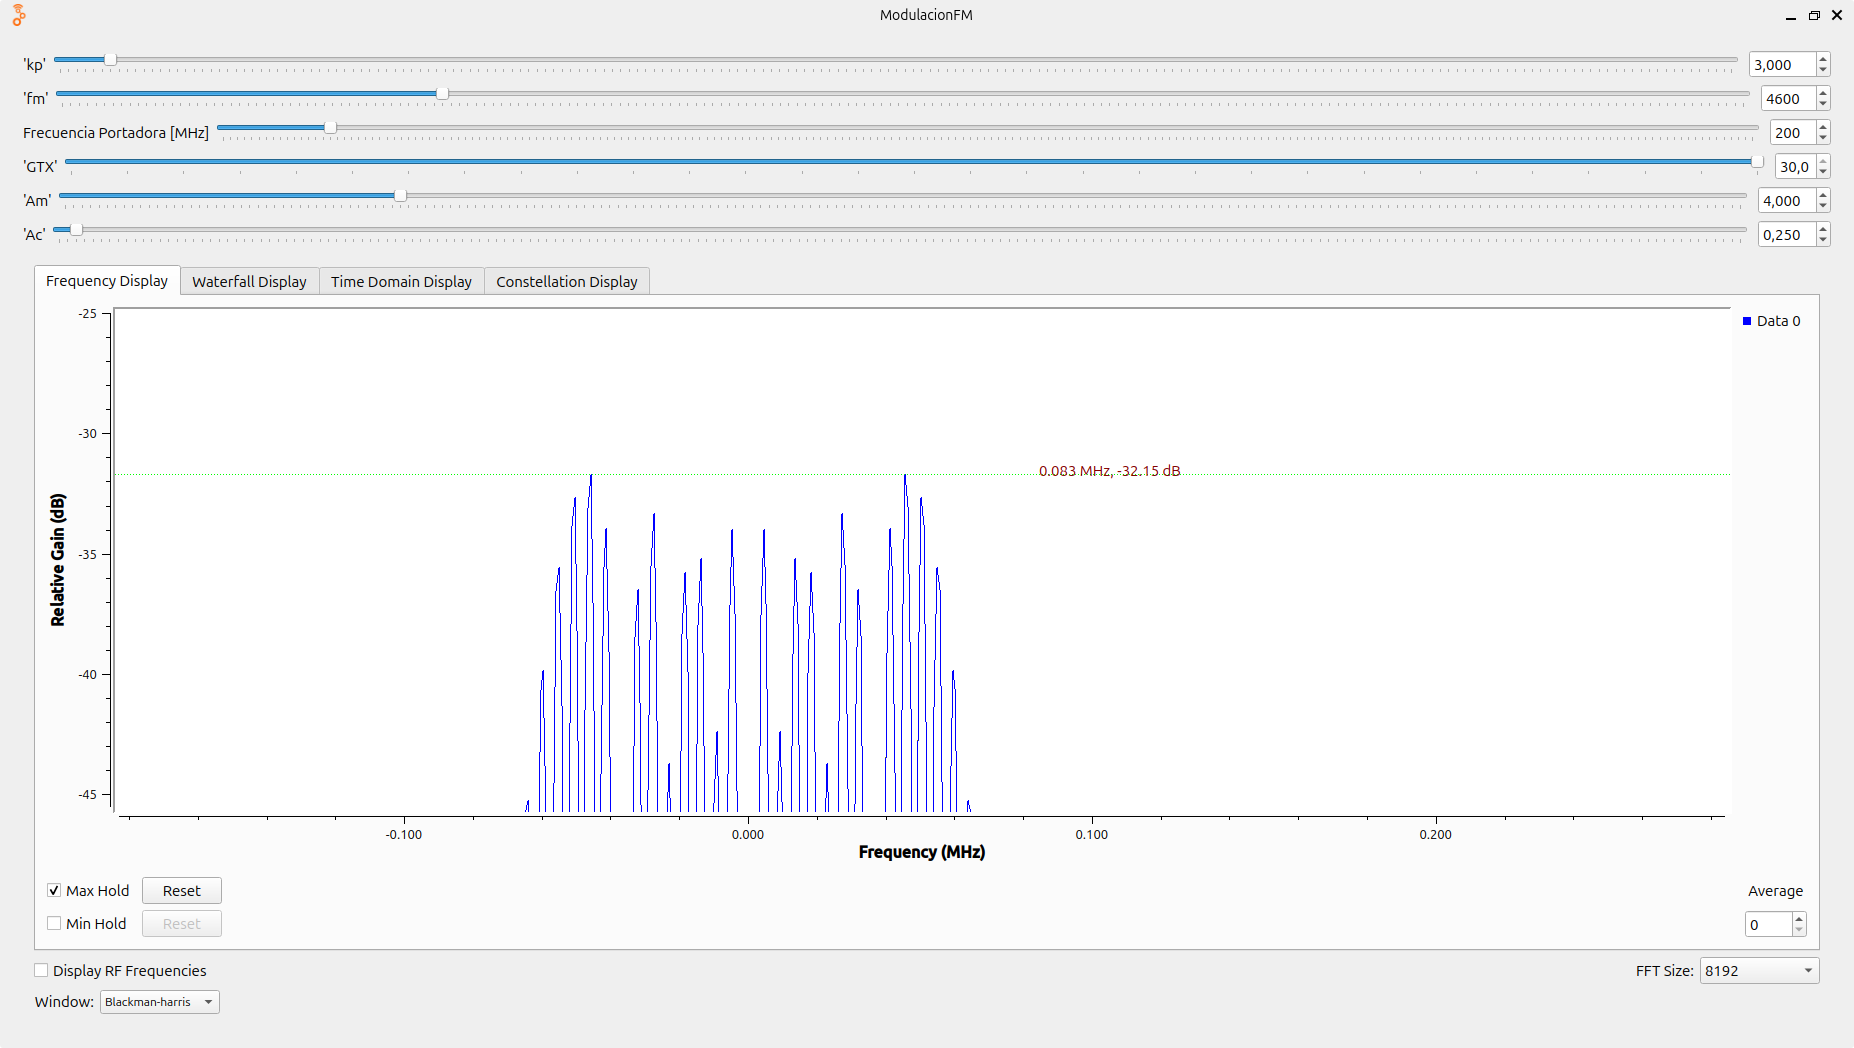 ModulacionFM
'kp' 3,000
'fm' 4600
Frecuencia Portadora [MHz] 200
'GTX' 30,0
'Am' 4,000
'Ac' 0,250
Frequency Display Waterfall Display Time Domain Display Constellation Display
-25
-30
-35
-40
-45
Relative Gain (dB)
Data 0
0.083 MHz, -32.15 dB
-0.100 0.000 0.100 0.200
Frequency (MHz)
Max Hold Reset Average
Min Hold Reset 0
Display RF Frequencies FFT Size: 8192
Window: Blackman-harris